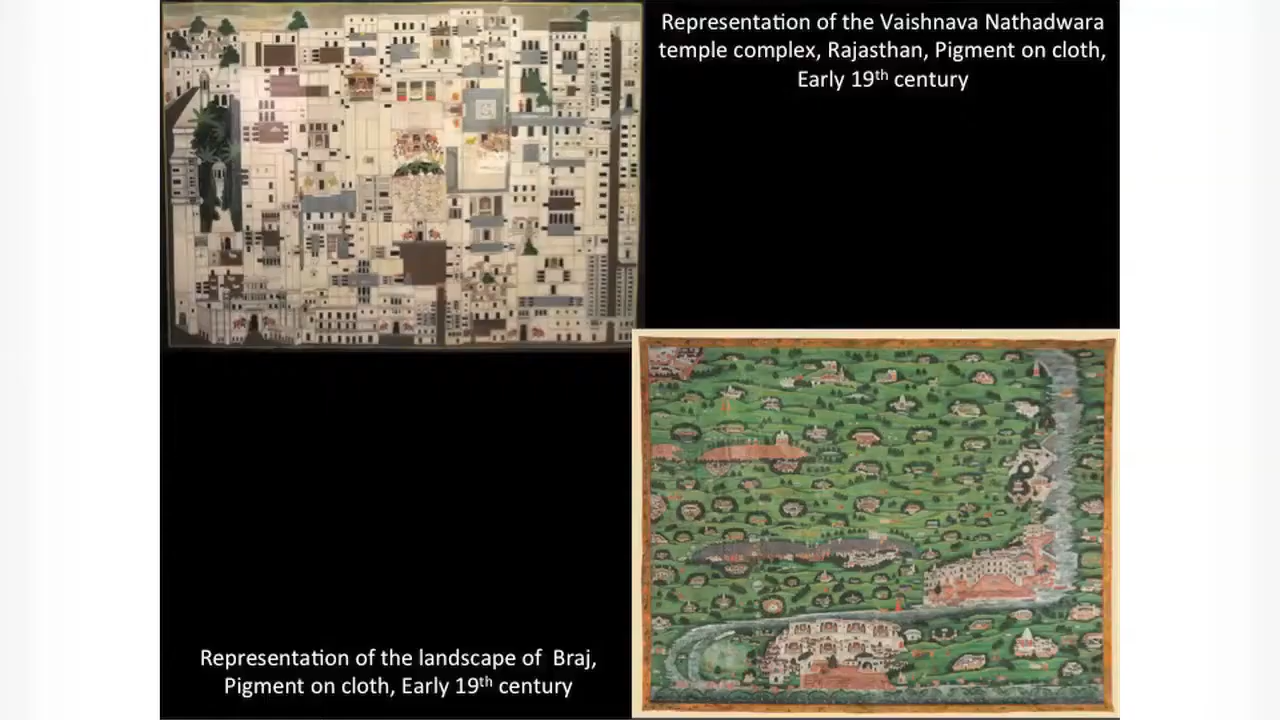 Representation of the Vaishnava Nathadwara
temple complex, Rajasthan, Pigment on cloth,
Early 19th century
Representation of the landscape of Braj,
Pigment on cloth, Early 19th century